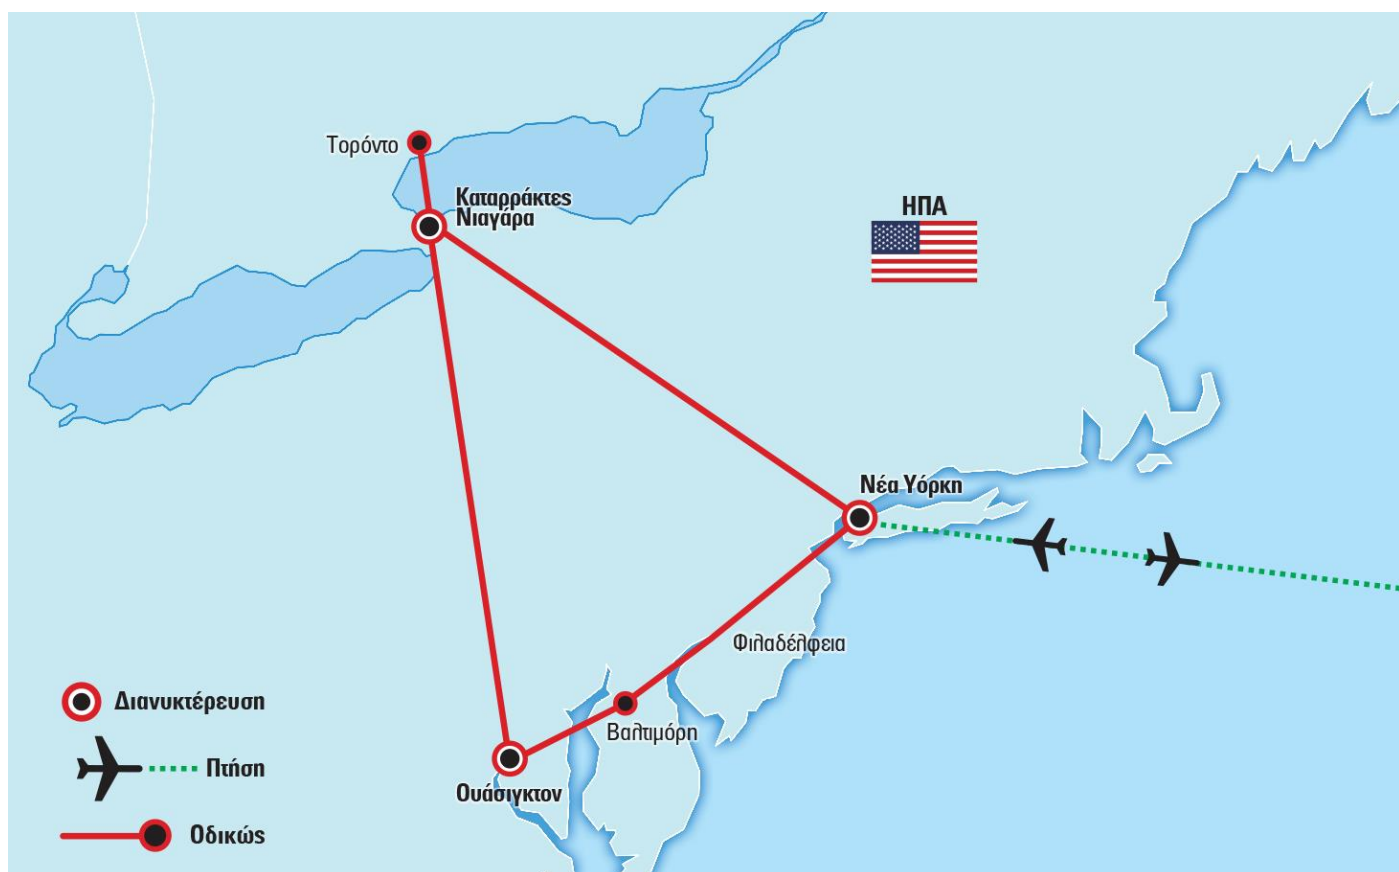 Τορόντο
Καταρράκτες
Νιαγάρα
ΗΠΑ
Νέα Υόρκη
Φιλαδέλφεια
Βαλτιμόρη
Ουάσιγκτον
Διανυκτέρευση
Πτήση
Οδικώς